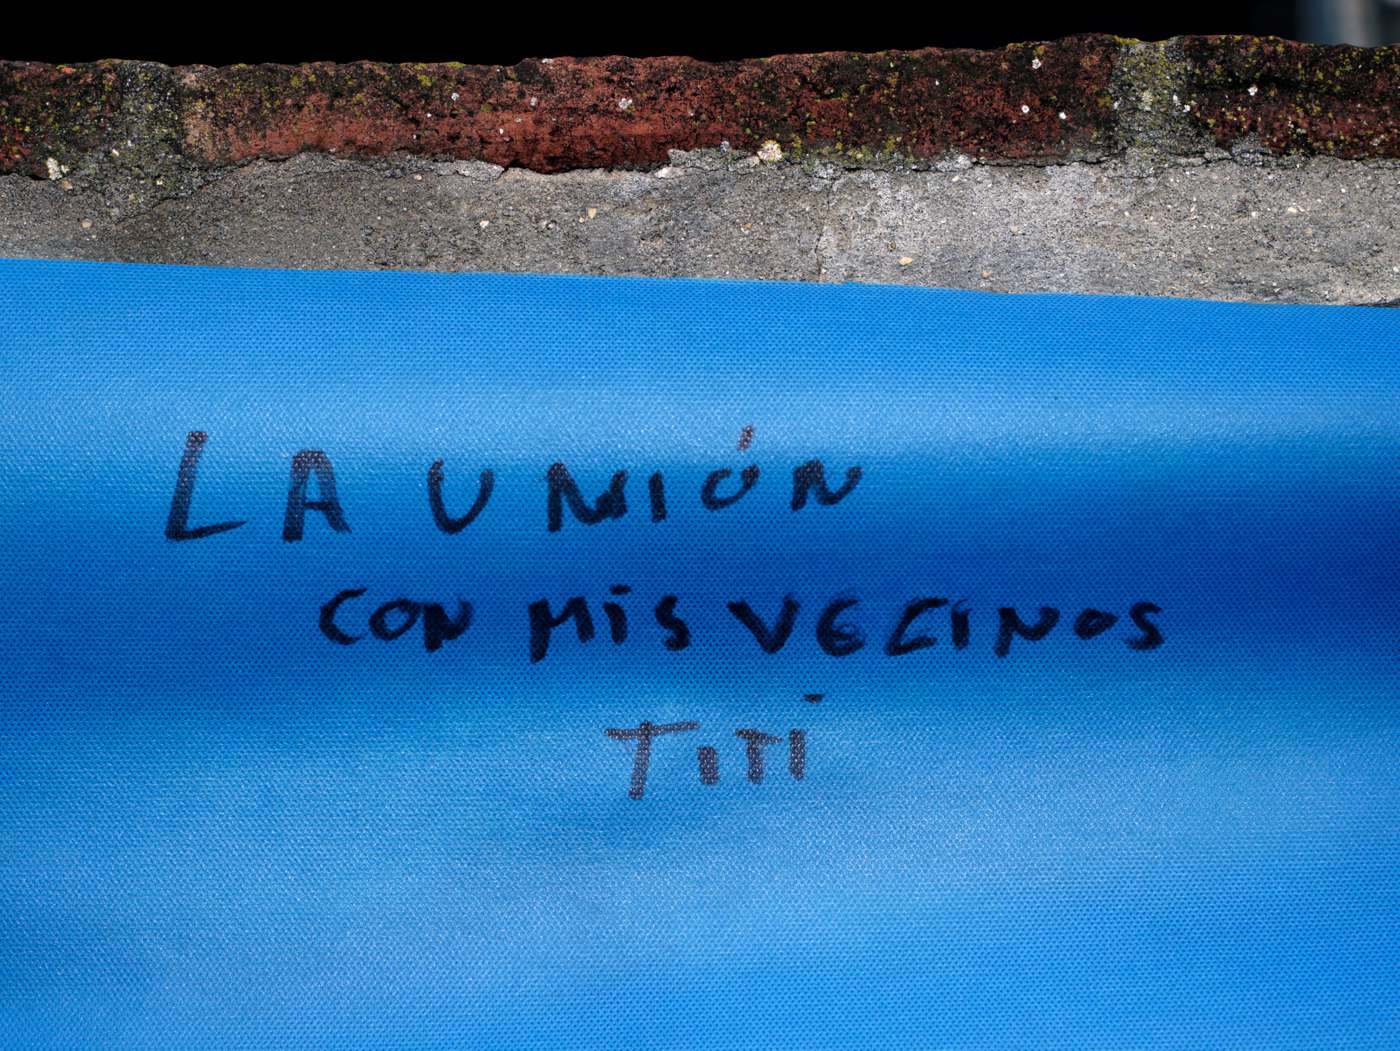 LA UNIÓN
CON MiS VECINOS
TITI